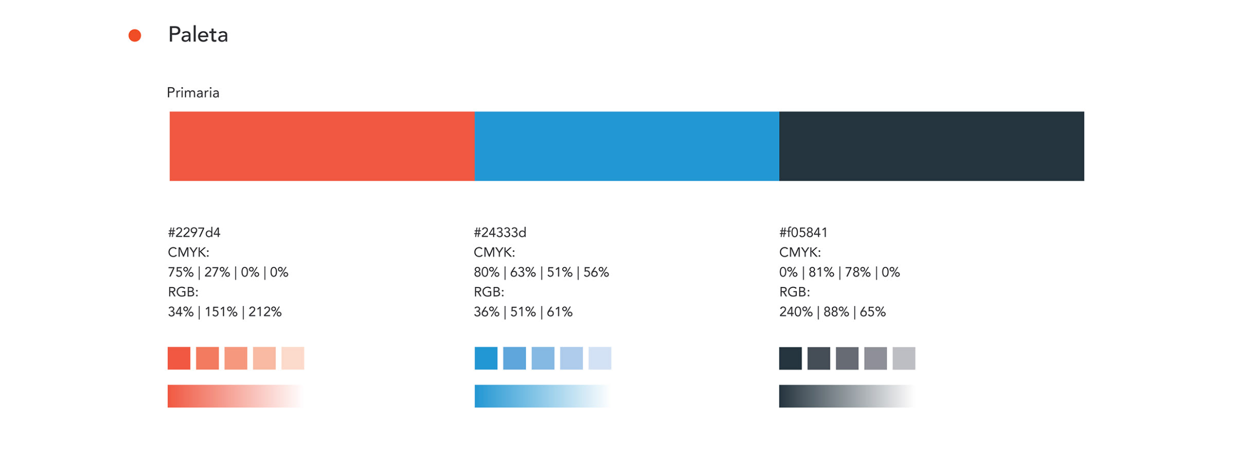 Paleta
Primaria
#2297d4
CMYK:
75% | 27% | 0% | 0%
RGB:
34% | 151% | 212%
#24333d
CMYK:
80% | 63% | 51% | 56%
RGB:
36% | 51% | 61%
#f05841
CMYK:
0% | 81% | 78% | 0%
RGB:
240% | 88% | 65%